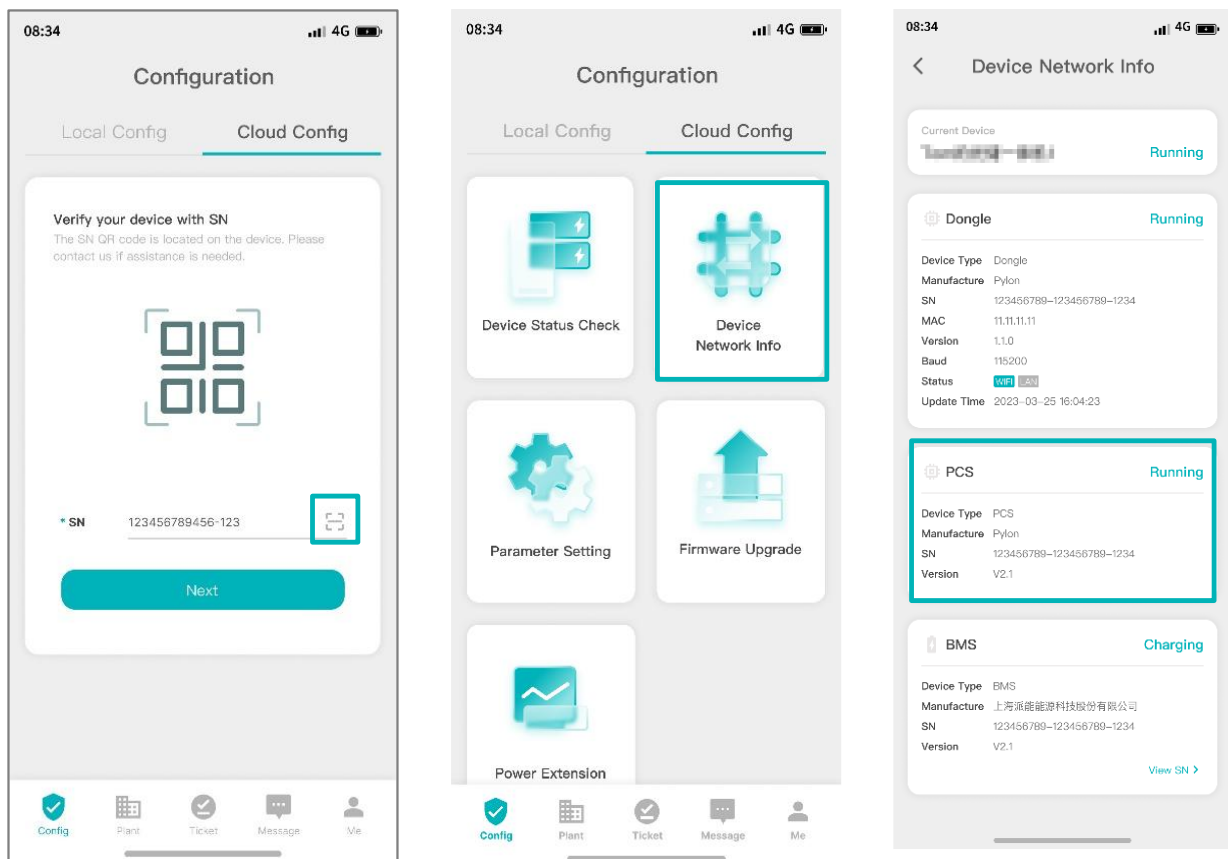 08:34
4G
Configuration
Local Config
Cloud Config
Verify your device with SN
The SN QR code is located on the device. Please
contact us if assistance is needed.
* SN 123456789456-123
Next
Config
Plant
Ticket
Message
Me
08:34
4G
Configuration
Local Config
Cloud Config
Device Status Check
Device
Network Info
Parameter Setting
Firmware Upgrade
Power Extension
Config
Plant
Ticket
Message
Me
08:34
4G
Device Network Info
Current Device
Running
Dongle
Running
Device Type Dongle
Manufacture Pylon
SN 123456789-123456789-1234
MAC 11.11.11.11
Version 1.1.0
Baud 115200
Status WIFI LAN
Update Time 2023-03-25 16:04:23
PCS
Running
Device Type PCS
Manufacture Pylon
SN 123456789-123456789-1234
Version V2.1
BMS
Charging
Device Type BMS
Manufacture 上海派能能源科技股份有限公司
SN 123456789-123456789-1234
Version V2.1
View SN >